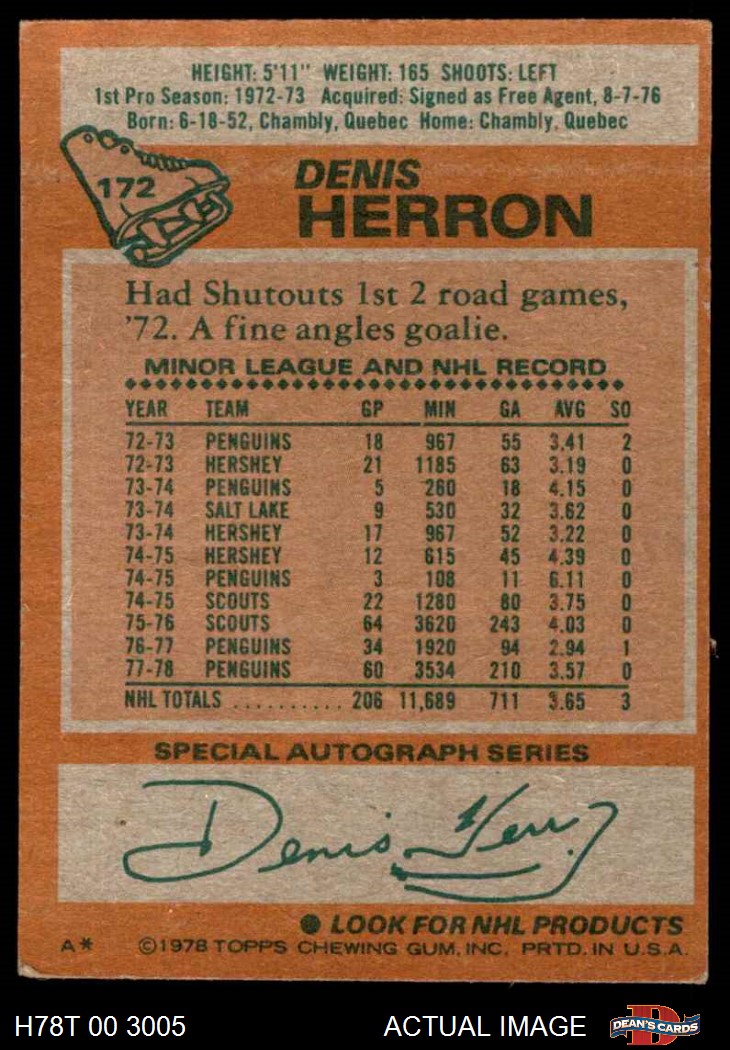 HEIGHT: 5'11" WEIGHT: 165 SHOOTS: LEFT
1st Pro Season: 1972-73 Acquired: Signed as Free Agent, 8-7-76
Born: 6-18-52, Chambly, Quebec Home: Chambly, Quebec
172
DENIS
HERRON
Had Shutouts 1st 2 road games,
'72. A fine angles goalie.
MINOR LEAGUE AND NHL RECORD
YEAR TEAM GP MIN GA AVG SO
72-73 PENGUINS 18 967 55 3.41 2
72-73 HERSHEY 21 1185 63 3.19 0
73-74 PENGUINS 5 260 18 4.15 0
73-74 SALT LAKE 9 530 32 3.62 0
73-74 HERSHEY 17 967 52 3.22 0
74-75 HERSHEY 12 615 45 4.39 0
74-75 PENGUINS 3 108 11 6.11 0
74-75 SCOUTS 22 1280 80 3.75 0
75-76 SCOUTS 64 3620 243 4.03 0
76-77 PENGUINS 34 1920 94 2.94 1
77-78 PENGUINS 60 3534 210 3.57 0
NHL TOTALS .......... 206 11,689 711 3.65 3
SPECIAL AUTOGRAPH SERIES
Denis Herron
● LOOK FOR NHL PRODUCTS
A* ©1978 TOPPS CHEWING GUM, INC. PRTD. IN U.S.A.
H78T 00 3005 ACTUAL IMAGE DEAN'S CARDS